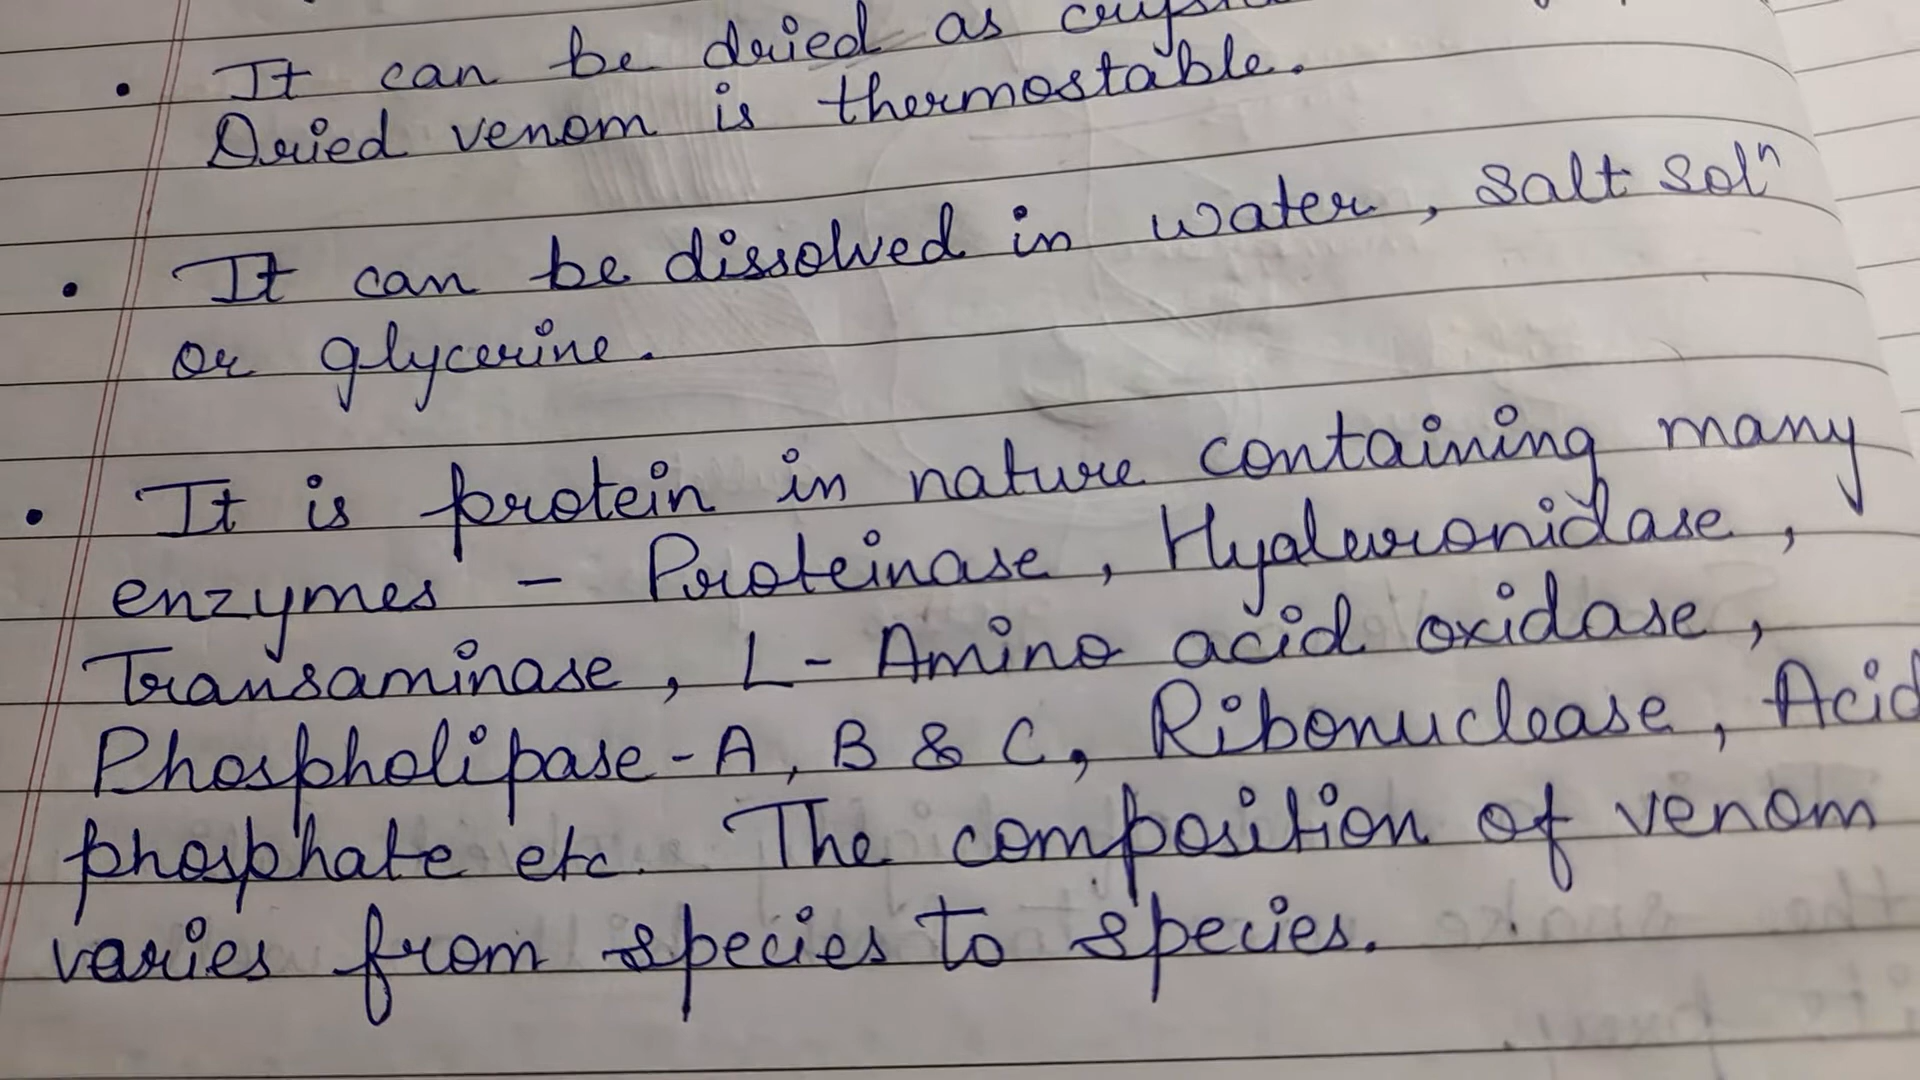 • It can be dried as
Dried venom is thermostable.
• It can be dissolved in water, salt solⁿ
or glycerine.
• It is protein in nature containing many
enzymes - Proteinase, Hyaluronidase,
Transaminase, L-Amino acid oxidase,
Phospholipase-A, B & C, Ribonuclease, Acid
phosphate etc. The composition of venom
varies from species to species.